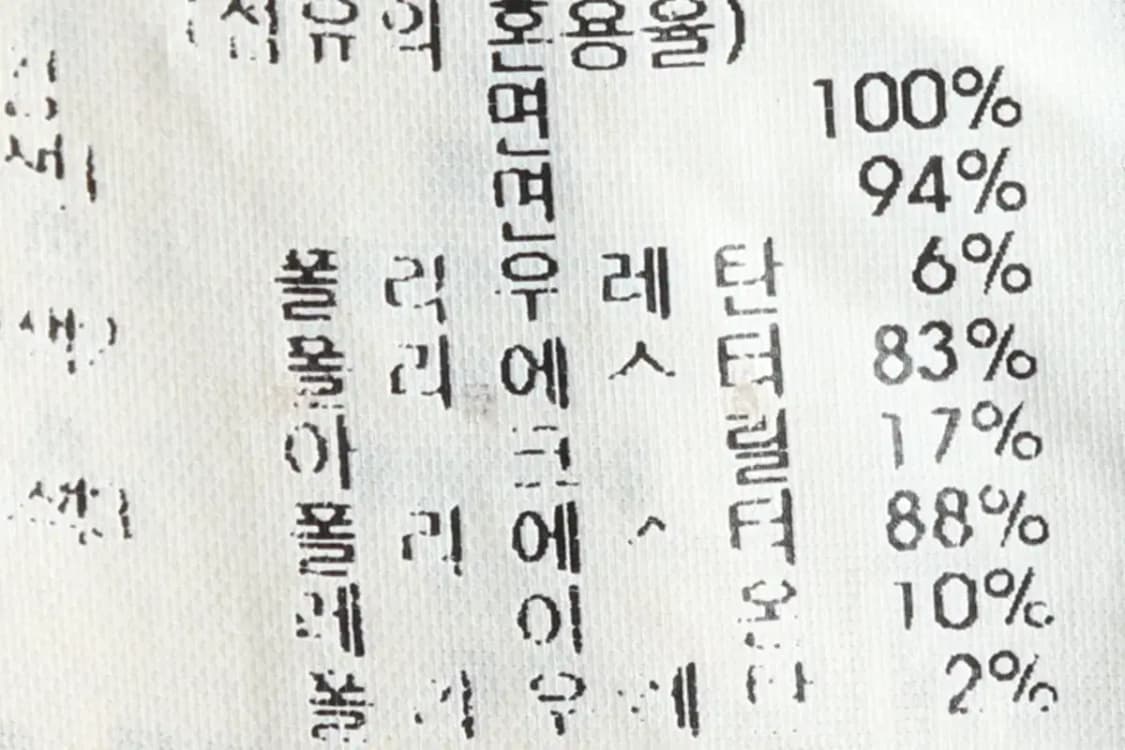 (섬유의 혼용율)
면 100%
면 94%
폴리우레탄 6%
폴리에스터 83%
아크릴 17%
폴리에스터 88%
레이온 10%
폴리우레탄 2%